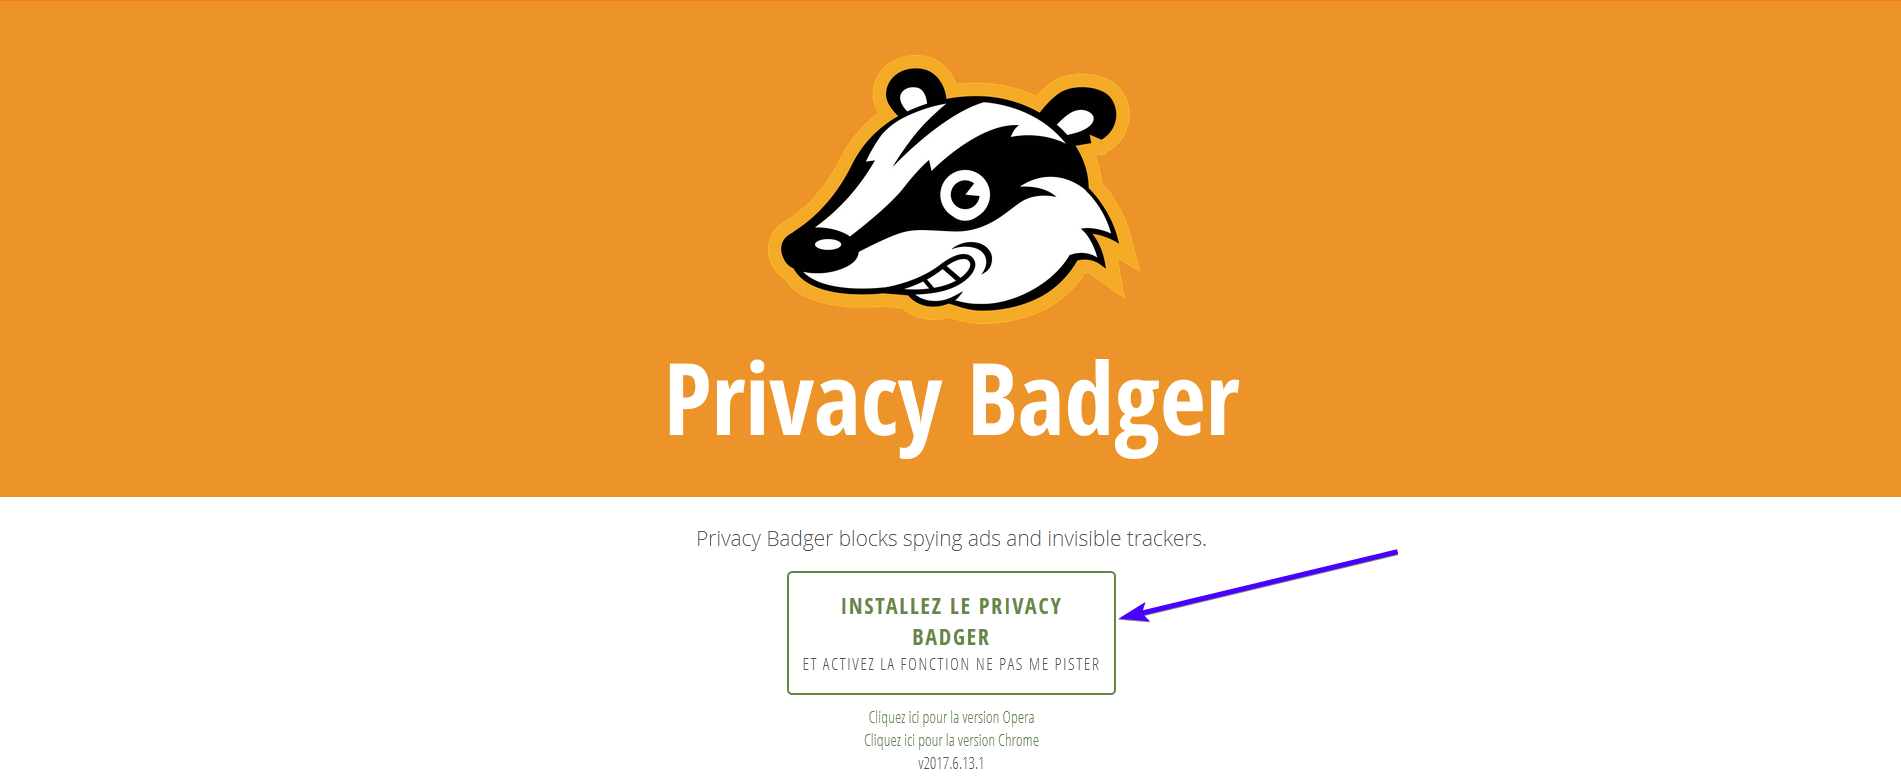 Privacy Badger
Privacy Badger blocks spying ads and invisible trackers.
INSTALLEZ LE PRIVACY
BADGER
ET ACTIVEZ LA FONCTION NE PAS ME PISTER
Cliquez ici pour la version Opera
Cliquez ici pour la version Chrome
v2017.6.13.1